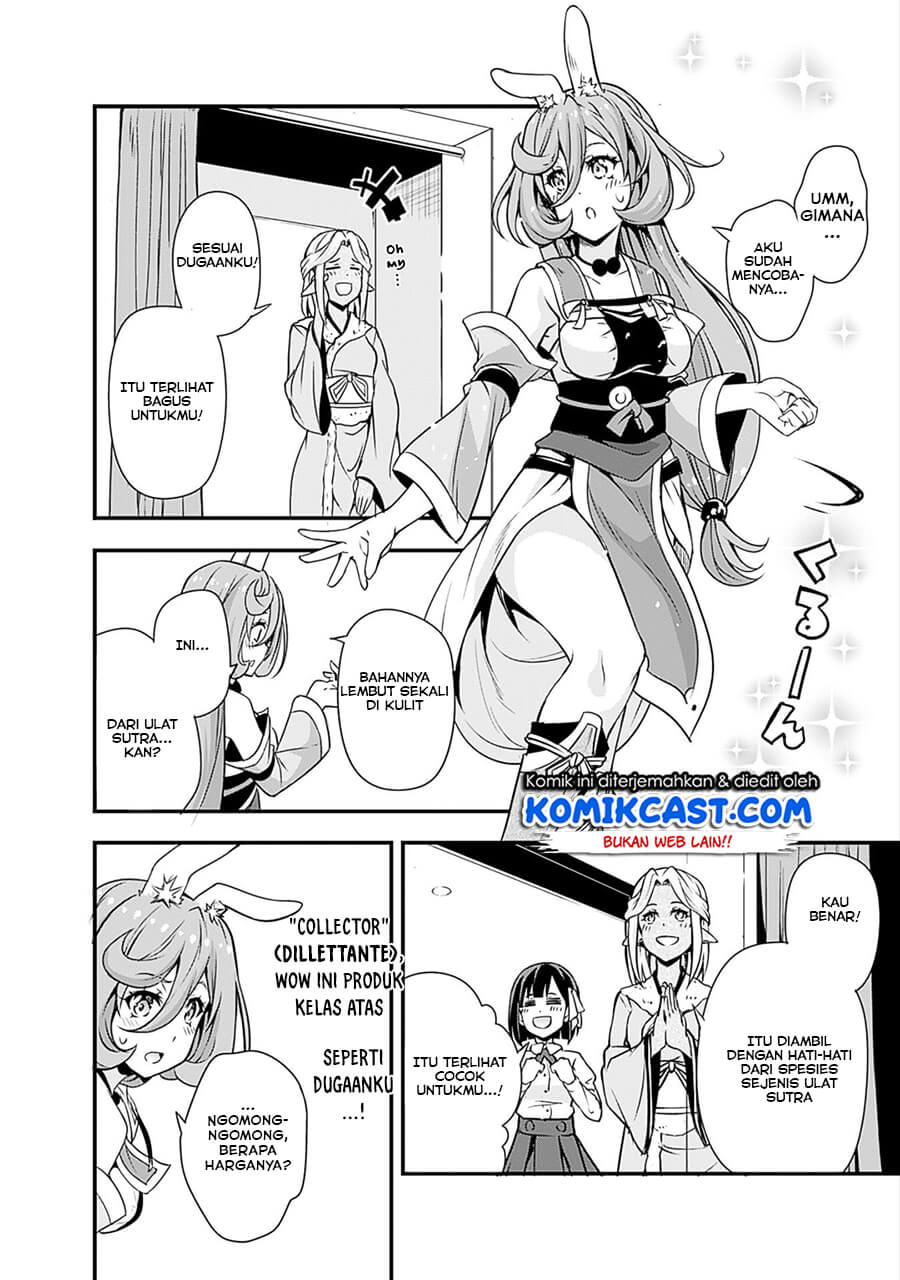 UMM,
GIMANA
...
AKU
SUDAH
MENCOBA-
NYA...
くるーん
Oh
my
...
SESUAI
DUGAANKU!
ITU TERLIHAT
BAGUS
UNTUKMU!
BAHANNYA
LEMBUT SEKALI
DI KULIT
INI...
DARI ULAT
SUTRA...
KAN?
Komik ini diterjemahkan & diedit oleh
KOMIKCAST.COM
BUKAN WEB LAIN!!
KAU
BENAR!
ITU DIAMBIL
DENGAN HATI-HATI
DARI SPESIES
SEJENIS ULAT
SUTRA
ITU TERLIHAT
COCOK
UNTUKMU...!
"COLLECTOR"
(DILLETTANTE),
WOW INI PRODUK
KELAS ATAS
SEPERTI
DUGAANKU
...!
...
NGOMONG-
NGOMONG,
BERAPA
HARGANYA?